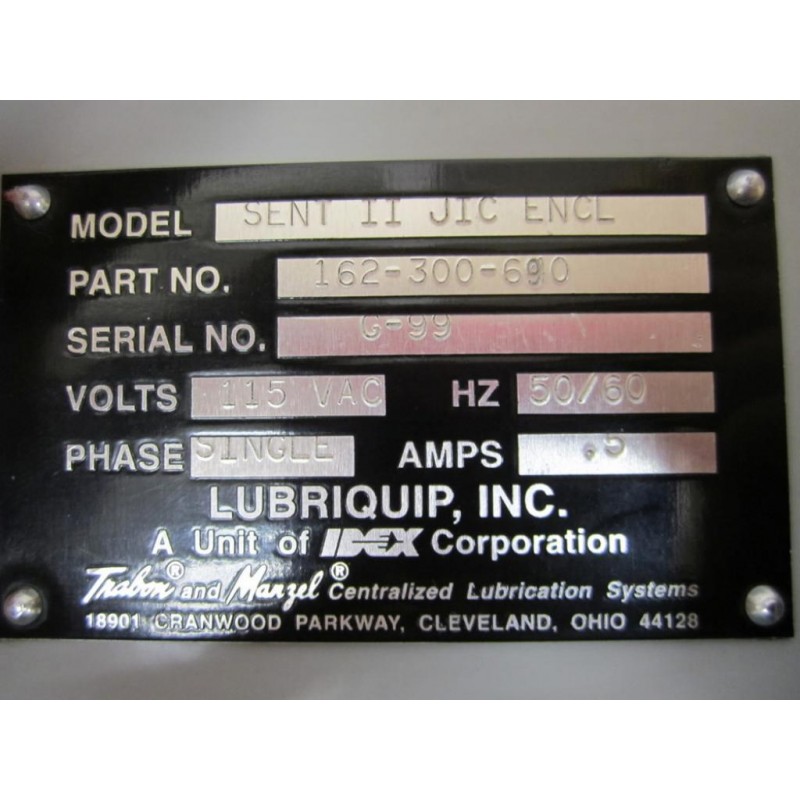 MODEL SENT II JIC ENCL
PART NO. 162-300-690
SERIAL NO. G-99
VOLTS 115 VAC HZ 50/60
PHASE SINGLE AMPS .5
LUBRIQUIP, INC.
A Unit of IDEX Corporation
Trabon® and Manzel® Centralized Lubrication Systems
18901 CRANWOOD PARKWAY, CLEVELAND, OHIO 44128